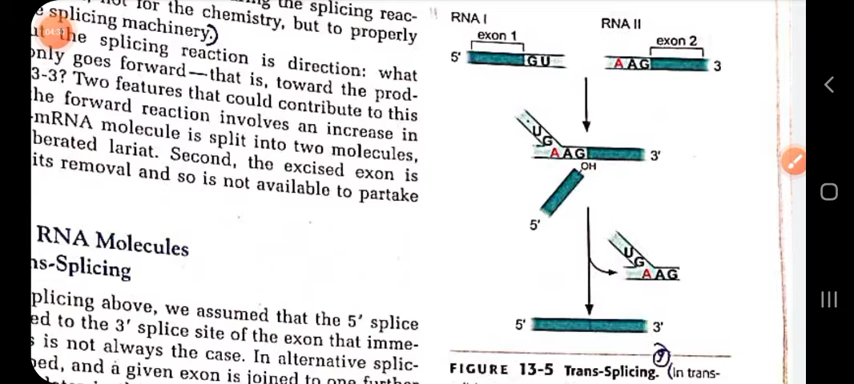 not for the chemistry, but to properly
splicing machinery.
the splicing reaction is direction: what
only goes forward—that is, toward the prod-
3-3? Two features that could contribute to this
he forward reaction involves an increase in
-mRNA molecule is split into two molecules,
berated lariat. Second, the excised exon is
its removal and so is not available to partake
RNA Molecules
ns-Splicing
plicing above, we assumed that the 5′ splice
ed to the 3′ splice site of the exon that imme-
s is not always the case. In alternative splic-
and a given exon is joined to one further
RNA I
RNA II
exon 1
exon 2
5′ GU
AAG 3
UG
AAG 3′
OH
5′
UG
AAG
5′ 3′
FIGURE 13-5 Trans-Splicing. (In trans-